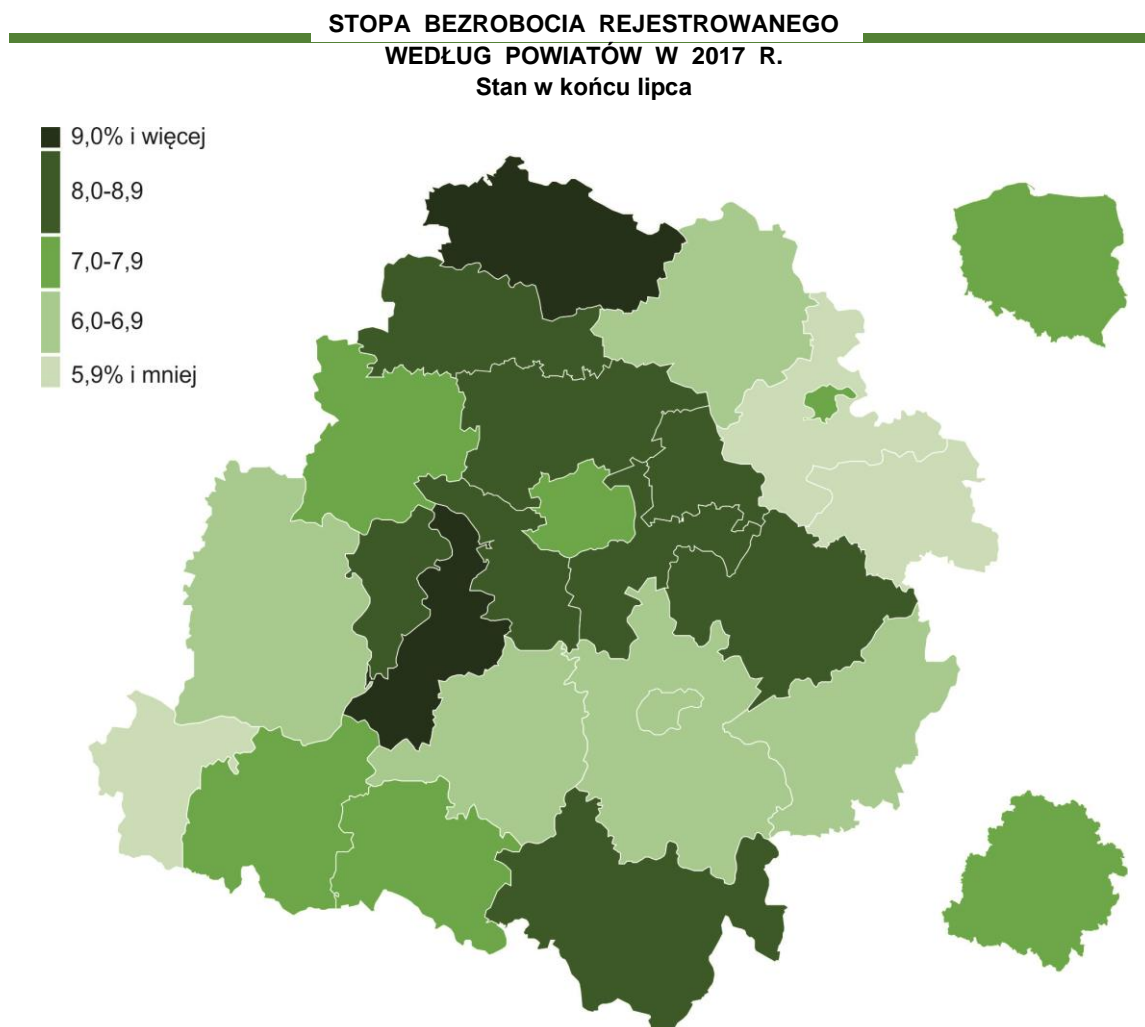 STOPA BEZROBOCIA REJESTROWANEGO
WEDŁUG POWIATÓW W 2017 R.
Stan w końcu lipca
9,0% i więcej
8,0-8,9
7,0-7,9
6,0-6,9
5,9% i mniej